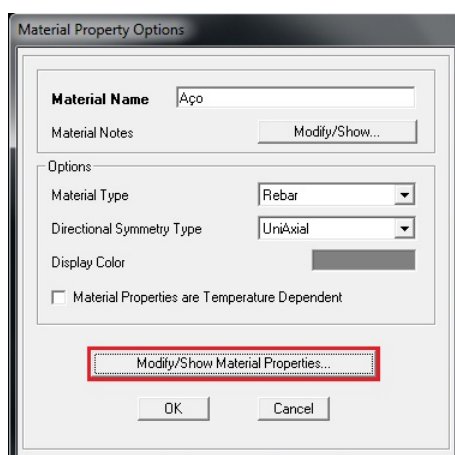 Material Property Options
Material Name Aço
Material Notes Modify/Show...
Options
Material Type Rebar
Directional Symmetry Type UniAxial
Display Color
Material Properties are Temperature Dependent
Modify/Show Material Properties...
OK Cancel